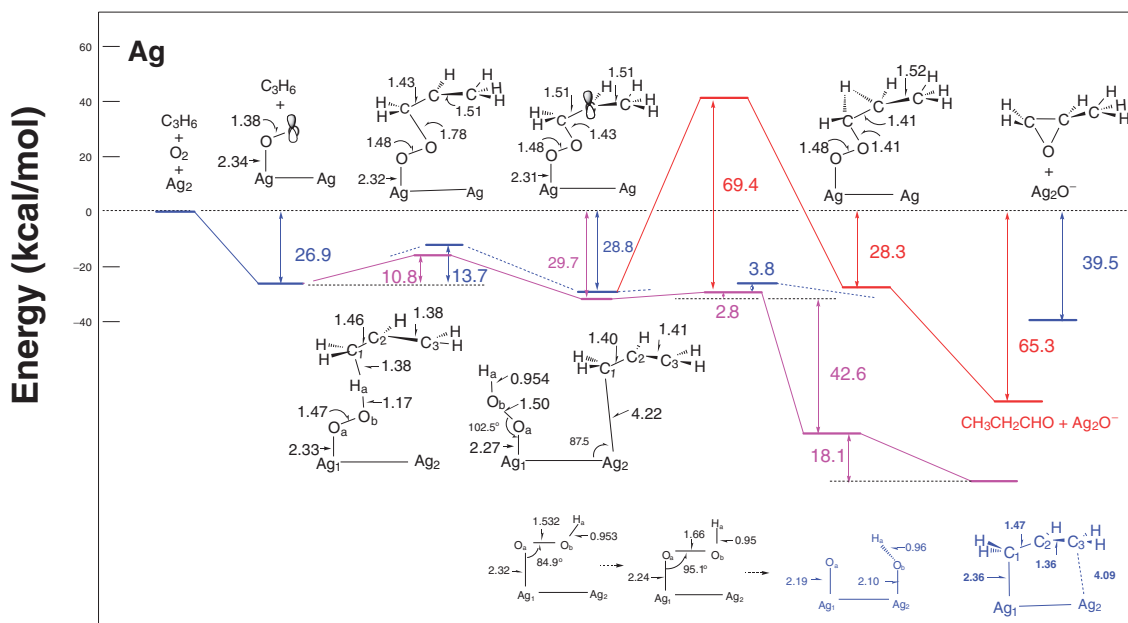 Energy (kcal/mol)
60
40
20
0
−20
−40
Ag
C3H6
+
O2
+
Ag2
C3H6
+
1.38
O
2.34
Ag
Ag
1.43
H
H
H
H
C
C
C
H
H
1.51
1.78
1.48
O
O
2.32
Ag
Ag
1.51
1.51
H
H
H
H
C
C
C
H
H
1.43
1.48
O
O
2.31
Ag
Ag
1.52
H
H
H
H
C
C
C
H
H
1.41
1.48
O
O
1.41
Ag
Ag
H
H
H
H
C
C
C
H
H
O
+
Ag2O−
26.9
10.8
13.7
29.7
28.8
69.4
3.8
2.8
28.3
39.5
65.3
42.6
18.1
CH3CH2CHO + Ag2O−
1.46
H
1.38
H
H
C1
C2
C3
H
H
H
1.38
Ha
1.17
1.47
Oa
Ob
2.33
Ag1
Ag2
1.40
H
1.41
H
H
C1
C2
C3
H
H
Ha
0.954
Ob
1.50
102.5°
Oa
4.22
2.27
87.5
Ag1
Ag2
1.532
Ha
Oa
Ob
0.953
2.32
84.9°
Ag1
Ag2
1.66
H
Oa
Ob
0.95
2.24
95.1°
Ag1
Ag2
Ha
0.96
Oa
Ob
2.19
2.10
Ag1
Ag2
1.47
H
H
H
H
C1
C2
C3
H
1.36
2.36
4.09
Ag1
Ag2